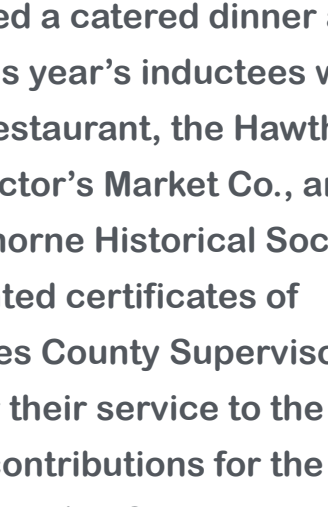 ed a catered dinner
s year's inductees
estaurant, the Hawth
ctor's Market Co., an
horne Historical Soc
ted certificates of
es County Superviso
their service to the
contributions for the